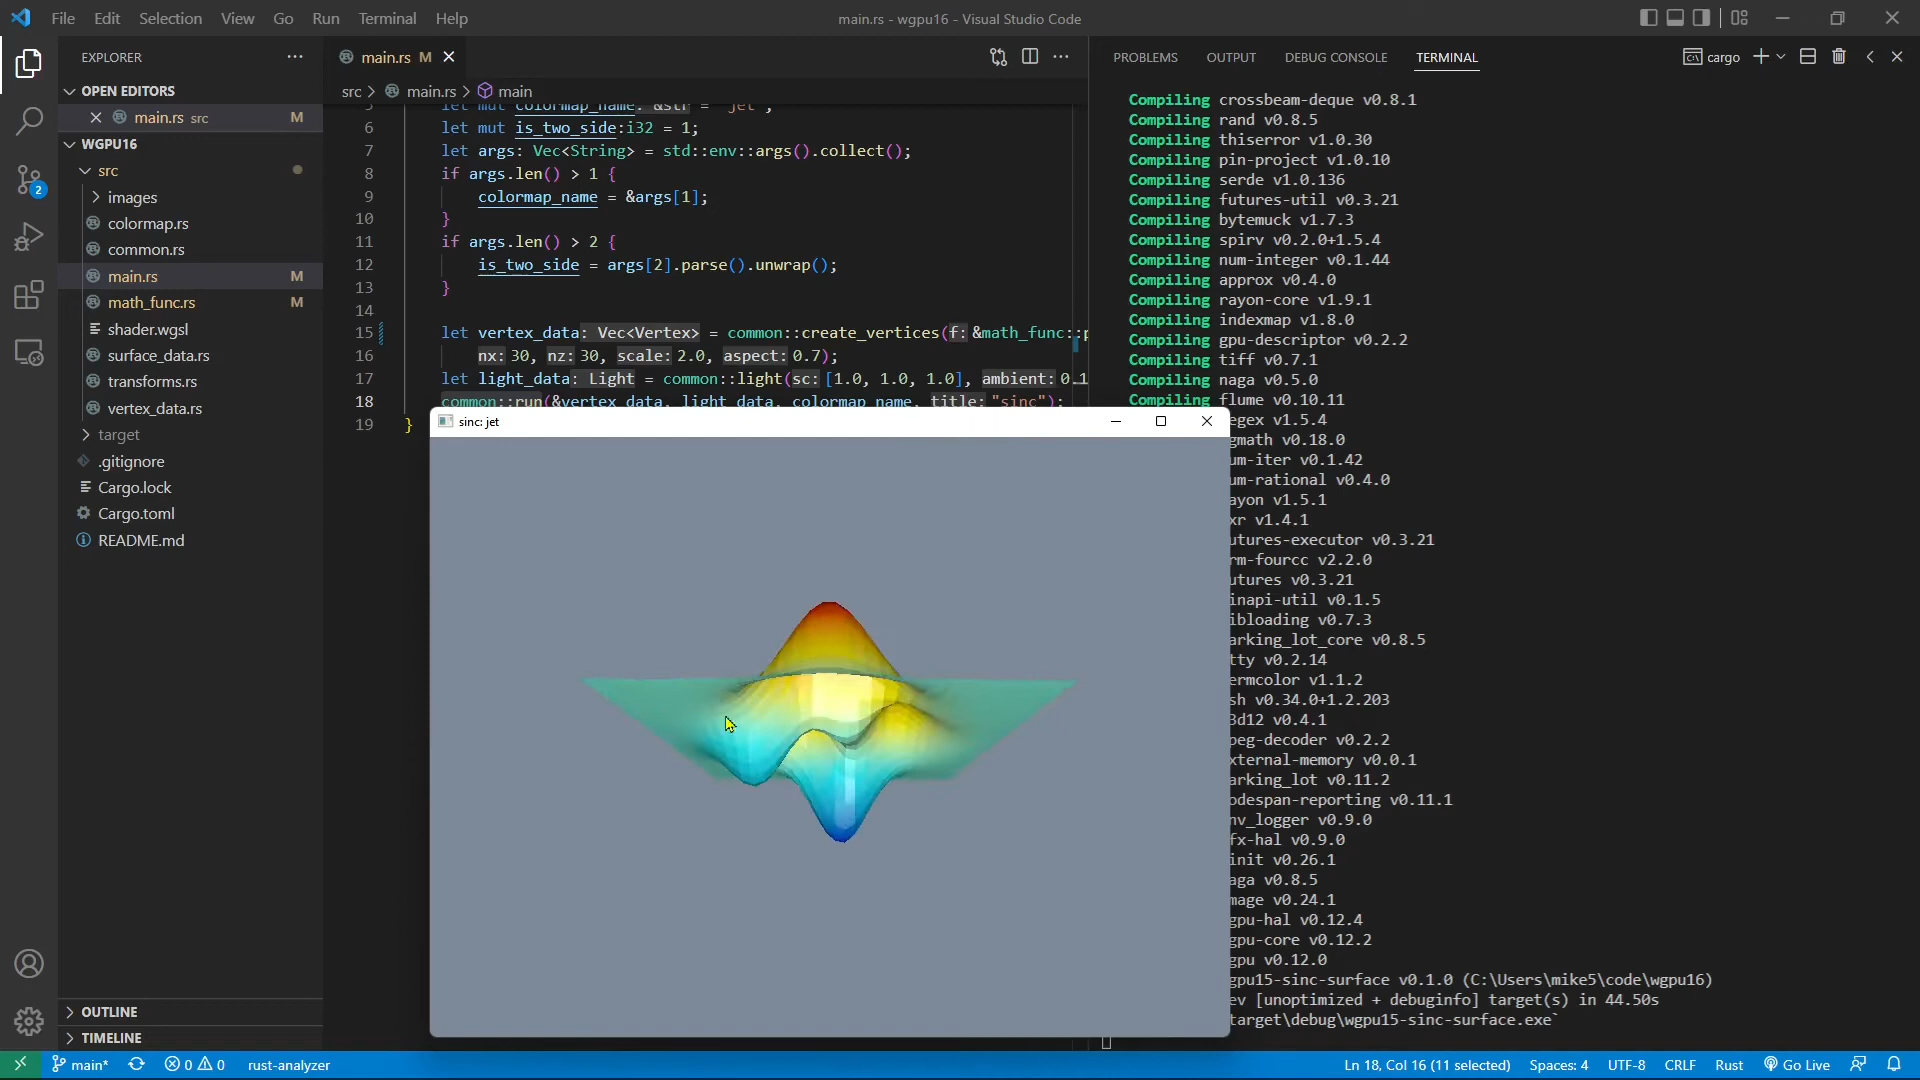 File Edit Selection View Go Run Terminal Help
main.rs - wgpu16 - Visual Studio Code
EXPLORER
OPEN EDITORS
main.rs src M
WGPU16
src
images
colormap.rs
common.rs
main.rs M
math_func.rs M
shader.wgsl
surface_data.rs
transforms.rs
vertex_data.rs
target
.gitignore
Cargo.lock
Cargo.toml
README.md
OUTLINE
TIMELINE
2
main.rs M
src > main.rs > main
5 let mut colormap_name: &str = "jet";
6 let mut is_two_side:i32 = 1;
7 let args: Vec<String> = std::env::args().collect();
8 if args.len() > 1 {
9 colormap_name = &args[1];
10 }
11 if args.len() > 2 {
12 is_two_side = args[2].parse().unwrap();
13 }
14
15 let vertex_data: Vec<Vertex> = common::create_vertices(f: &math_func::p
16 nx: 30, nz: 30, scale: 2.0, aspect: 0.7);
17 let light_data: Light = common::light(sc: [1.0, 1.0, 1.0], ambient: 0.1
18 common::run(&vertex_data, light_data, colormap_name, title: "sinc");
19 }
sinc: jet
PROBLEMS OUTPUT DEBUG CONSOLE TERMINAL
cargo
Compiling crossbeam-deque v0.8.1
Compiling rand v0.8.5
Compiling thiserror v1.0.30
Compiling pin-project v1.0.10
Compiling serde v1.0.136
Compiling futures-util v0.3.21
Compiling bytemuck v1.7.3
Compiling spirv v0.2.0+1.5.4
Compiling num-integer v0.1.44
Compiling approx v0.4.0
Compiling rayon-core v1.9.1
Compiling indexmap v1.8.0
Compiling gpu-descriptor v0.2.2
Compiling tiff v0.7.1
Compiling naga v0.5.0
Compiling flume v0.10.11
egex v1.5.4
gmath v0.18.0
um-iter v0.1.42
um-rational v0.4.0
ayon v1.5.1
xr v1.4.1
utures-executor v0.3.21
rm-fourcc v2.2.0
utures v0.3.21
inapi-util v0.1.5
ibloading v0.7.3
arking_lot_core v0.8.5
tty v0.2.14
ermcolor v1.1.2
sh v0.34.0+1.2.203
3d12 v0.4.1
peg-decoder v0.2.2
xternal-memory v0.0.1
arking_lot v0.11.2
odespan-reporting v0.11.1
nv_logger v0.9.0
fx-hal v0.9.0
init v0.26.1
aga v0.8.5
mage v0.24.1
gpu-hal v0.12.4
gpu-core v0.12.2
gpu v0.12.0
gpu15-sinc-surface v0.1.0 (C:\Users\mike5\code\wgpu16)
ev [unoptimized + debuginfo] target(s) in 44.50s
target\debug\wgpu15-sinc-surface.exe`
main* 0 0 rust-analyzer
Ln 18, Col 16 (11 selected) Spaces: 4 UTF-8 CRLF Rust Go Live